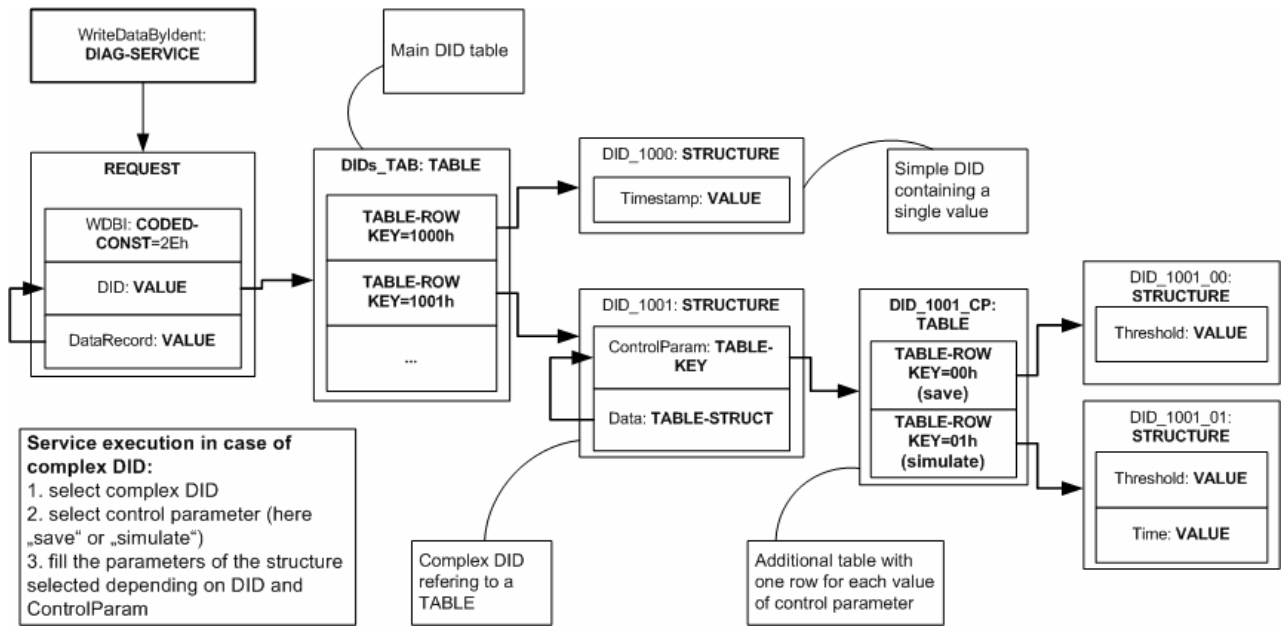 WriteDataByIdent:
DIAG-SERVICE
Main DID table
REQUEST
WDBI: CODED-
CONST=2Eh
DID: VALUE
DataRecord: VALUE
DIDs_TAB: TABLE
TABLE-ROW
KEY=1000h
TABLE-ROW
KEY=1001h
...
DID_1000: STRUCTURE
Timestamp: VALUE
Simple DID
containing a
single value
DID_1001: STRUCTURE
ControlParam: TABLE-
KEY
Data: TABLE-STRUCT
DID_1001_CP:
TABLE
TABLE-ROW
KEY=00h
(save)
TABLE-ROW
KEY=01h
(simulate)
DID_1001_00:
STRUCTURE
Threshold: VALUE
DID_1001_01:
STRUCTURE
Threshold: VALUE
Time: VALUE
Service execution in case of
complex DID:
1. select complex DID
2. select control parameter (here
„save“ or „simulate“)
3. fill the parameters of the structure
selected depending on DID and
ControlParam
Complex DID
refering to a
TABLE
Additional table with
one row for each value
of control parameter